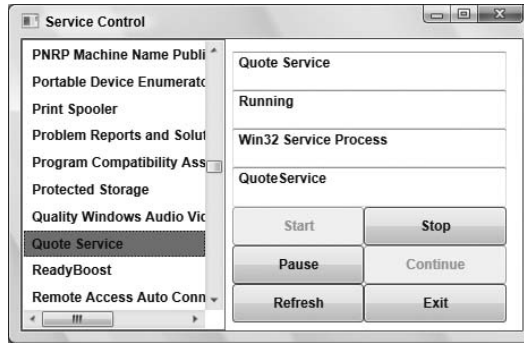 Service Control
PNRP Machine Name Publi
Portable Device Enumerato
Print Spooler
Problem Reports and Solut
Program Compatibility Ass
Protected Storage
Quality Windows Audio Vid
Quote Service
ReadyBoost
Remote Access Auto Conn
Quote Service
Running
Win32 Service Process
QuoteService
Start
Stop
Pause
Continue
Refresh
Exit